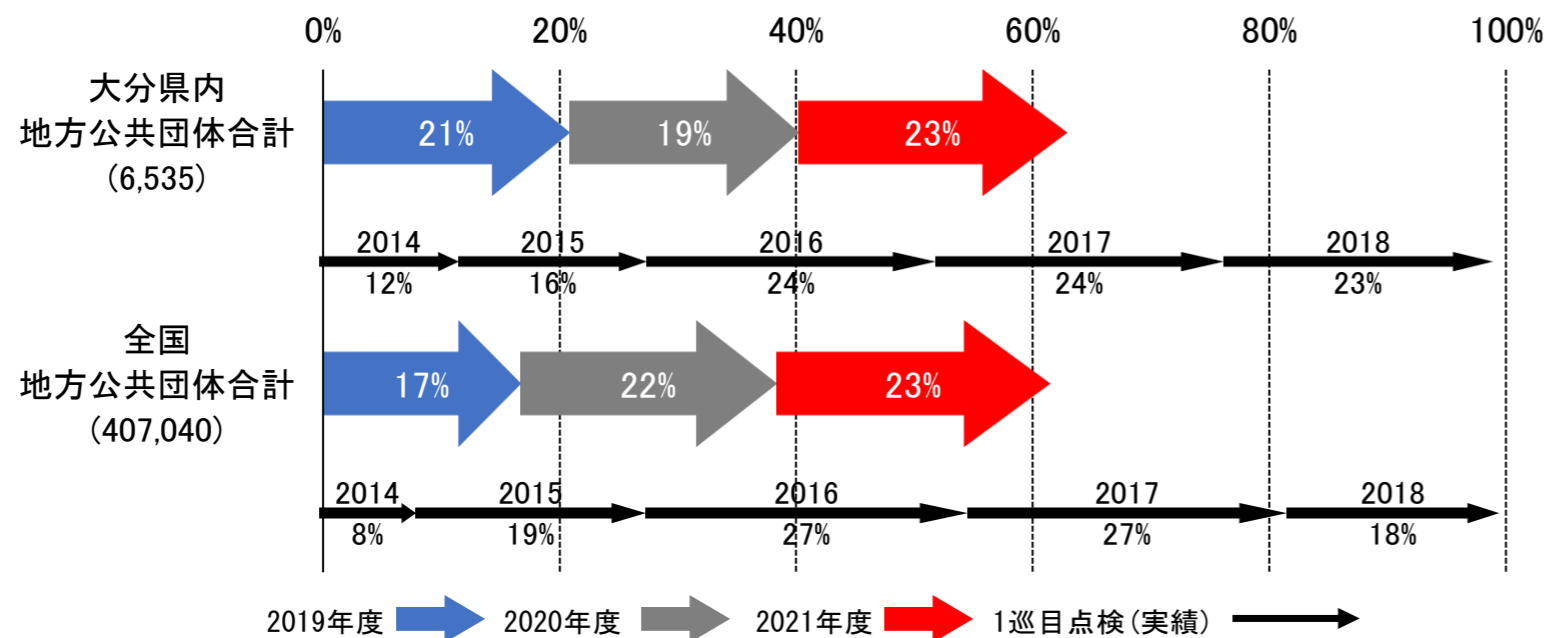 0% 20% 40% 60% 80% 100%
大分県内
地方公共団体合計
(6,535)
21% 19% 23%
2014 2015 2016 2017 2018
12% 16% 24% 24% 23%
全国
地方公共団体合計
(407,040)
17% 22% 23%
2014 2015 2016 2017 2018
8% 19% 27% 27% 18%
2019年度 2020年度 2021年度 1巡目点検(実績)